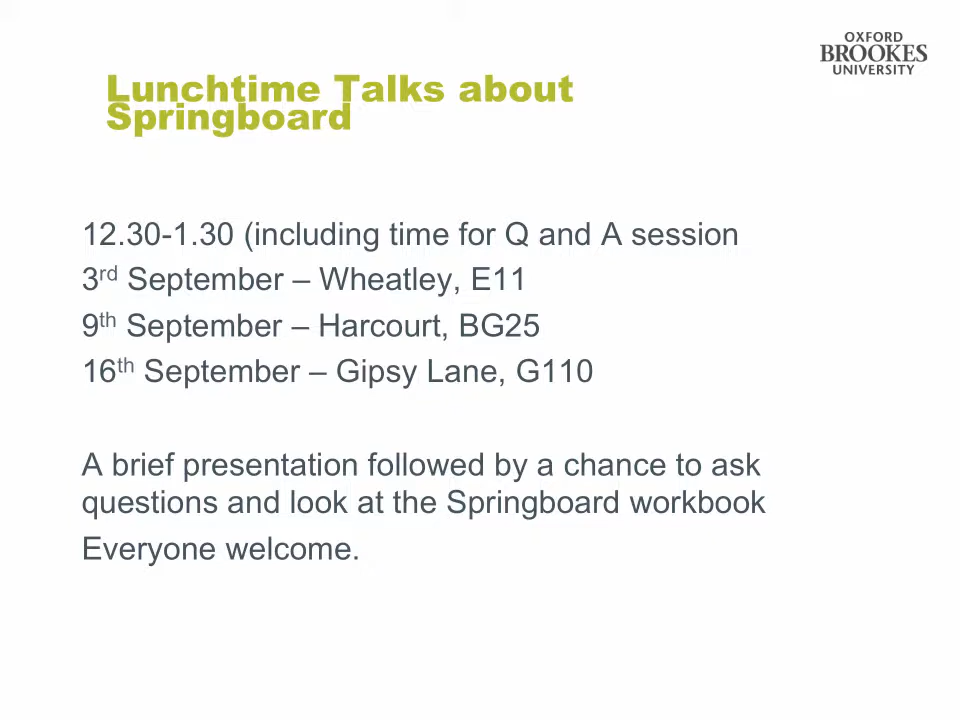 OXFORD
BROOKES
UNIVERSITY
Lunchtime Talks about
Springboard
12.30-1.30 (including time for Q and A session
3rd September – Wheatley, E11
9th September – Harcourt, BG25
16th September – Gipsy Lane, G110
A brief presentation followed by a chance to ask
questions and look at the Springboard workbook
Everyone welcome.